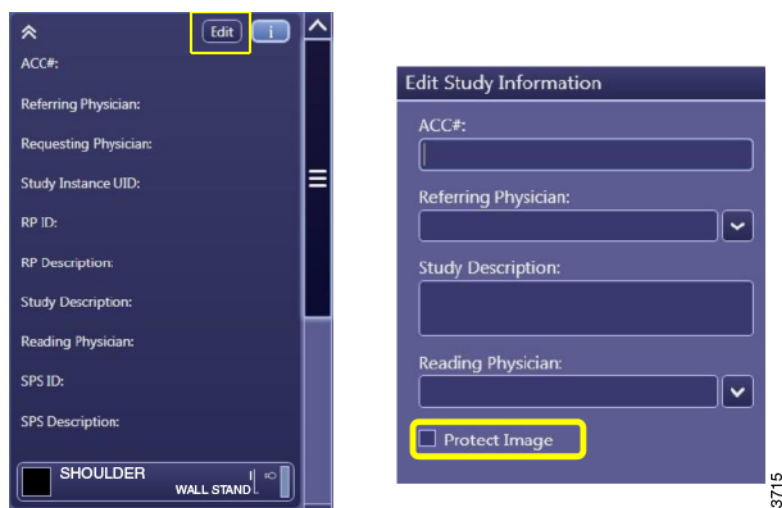 Edit i
ACC#:
Referring Physician:
Requesting Physician:
Study Instance UID:
RP ID:
RP Description:
Study Description:
Reading Physician:
SPS ID:
SPS Description:
SHOULDER
WALL STAND
Edit Study Information
ACC#:
Referring Physician:
Study Description:
Reading Physician:
Protect Image
3715